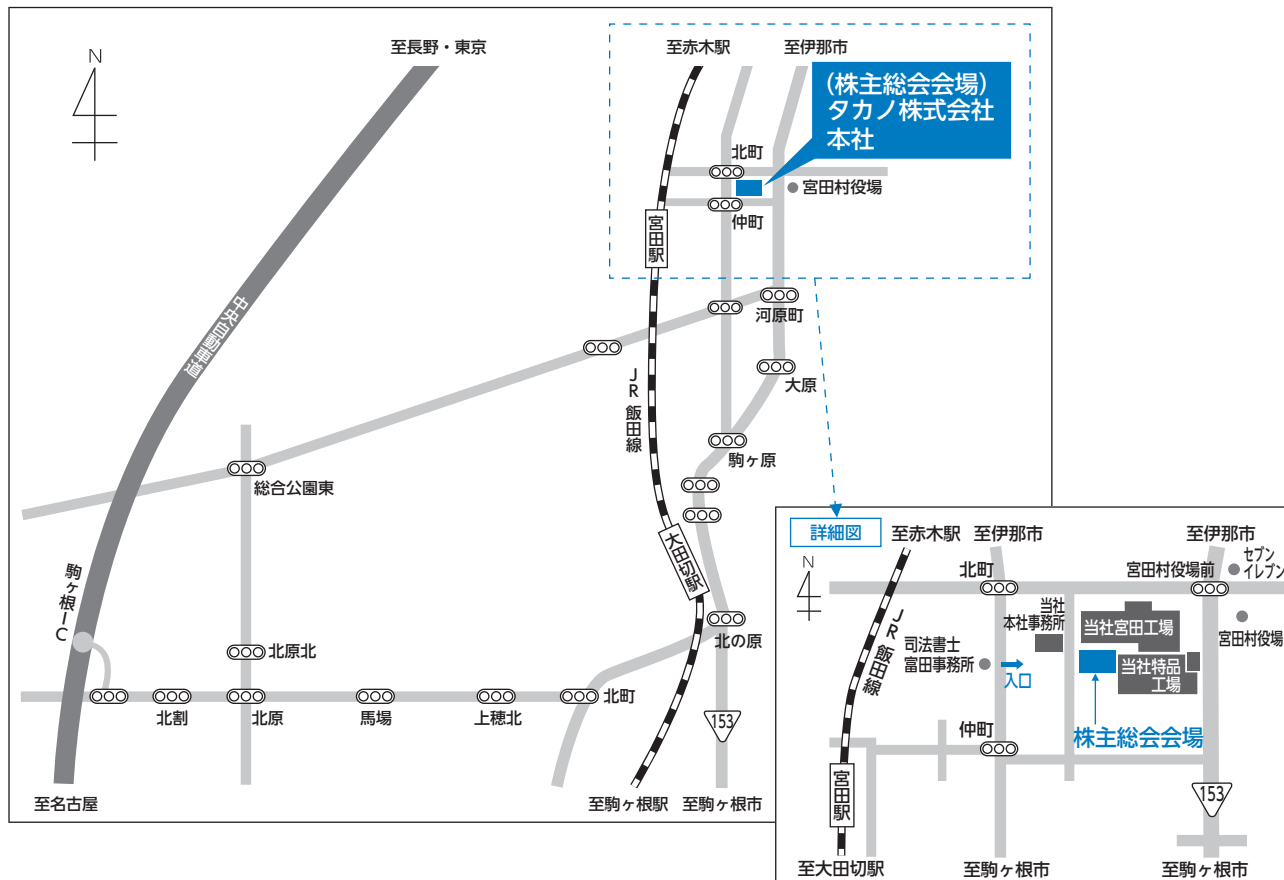 N
至長野・東京
至赤木駅
至伊那市
(株主総会会場)
タカノ株式会社
本社
北町
宮田村役場
仲町
宮田駅
河原町
中央自動車道
大原
JR飯田線
駒ヶ原
総合公園東
大田切駅
駒ヶ根IC
北の原
北原北
北割
北原
馬場
上穂北
北町
153
至名古屋
至駒ヶ根駅
至駒ヶ根市
詳細図
至赤木駅
至伊那市
至伊那市
N
北町
宮田村役場前
セブン
イレブン
当社
本社事務所
当社宮田工場
宮田村役場
JR飯田線
司法書士
富田事務所
入口
当社特品
工場
仲町
株主総会会場
宮田駅
153
至大田切駅
至駒ヶ根市
至駒ヶ根市